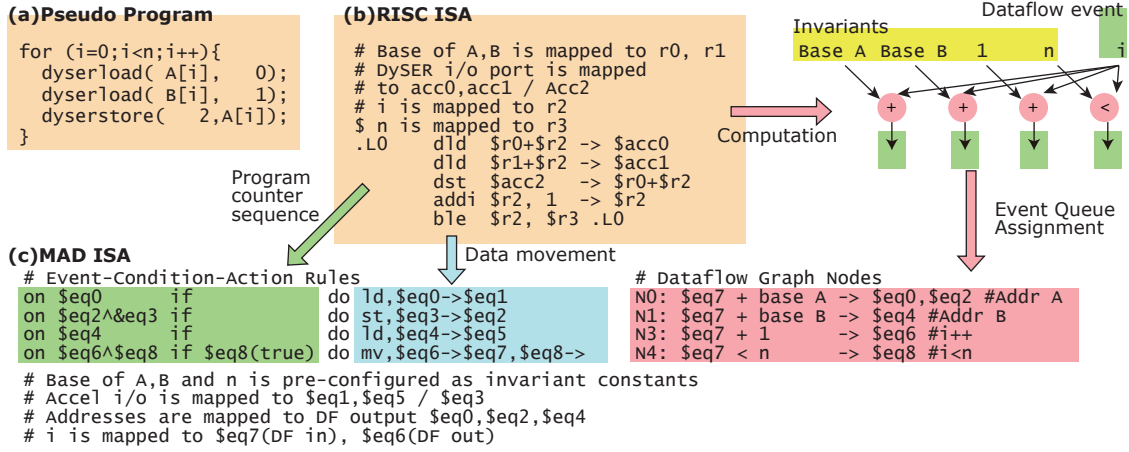 (a)Pseudo Program
for (i=0;i<n;i++){
dyserload( A[i], 0);
dyserload( B[i], 1);
dyserstore( 2,A[i]);
}
(b)RISC ISA
# Base of A,B is mapped to r0, r1
# DySER i/o port is mapped
# to acc0,acc1 / Acc2
# i is mapped to r2
$ n is mapped to r3
.L0 dld $r0+$r2 -> $acc0
dld $r1+$r2 -> $acc1
dst $acc2 -> $r0+$r2
addi $r2, 1 -> $r2
ble $r2, $r3 .L0
Dataflow event
Invariants
Base A Base B 1 n i
+ + + <
Computation
Program
counter
sequence
Data movement
Event Queue
Assignment
(c)MAD ISA
# Event-Condition-Action Rules
on $eq0 if do ld,$eq0->$eq1
on $eq2^&eq3 if do st,$eq3->$eq2
on $eq4 if do ld,$eq4->$eq5
on $eq6^$eq8 if $eq8(true) do mv,$eq6->$eq7,$eq8->
# Dataflow Graph Nodes
N0: $eq7 + base A -> $eq0,$eq2 #Addr A
N1: $eq7 + base B -> $eq4 #Addr B
N3: $eq7 + 1 -> $eq6 #i++
N4: $eq7 < n -> $eq8 #i<n
# Base of A,B and n is pre-configured as invariant constants
# Accel i/o is mapped to $eq1,$eq5 / $eq3
# Addresses are mapped to DF output $eq0,$eq2,$eq4
# i is mapped to $eq7(DF in), $eq6(DF out)